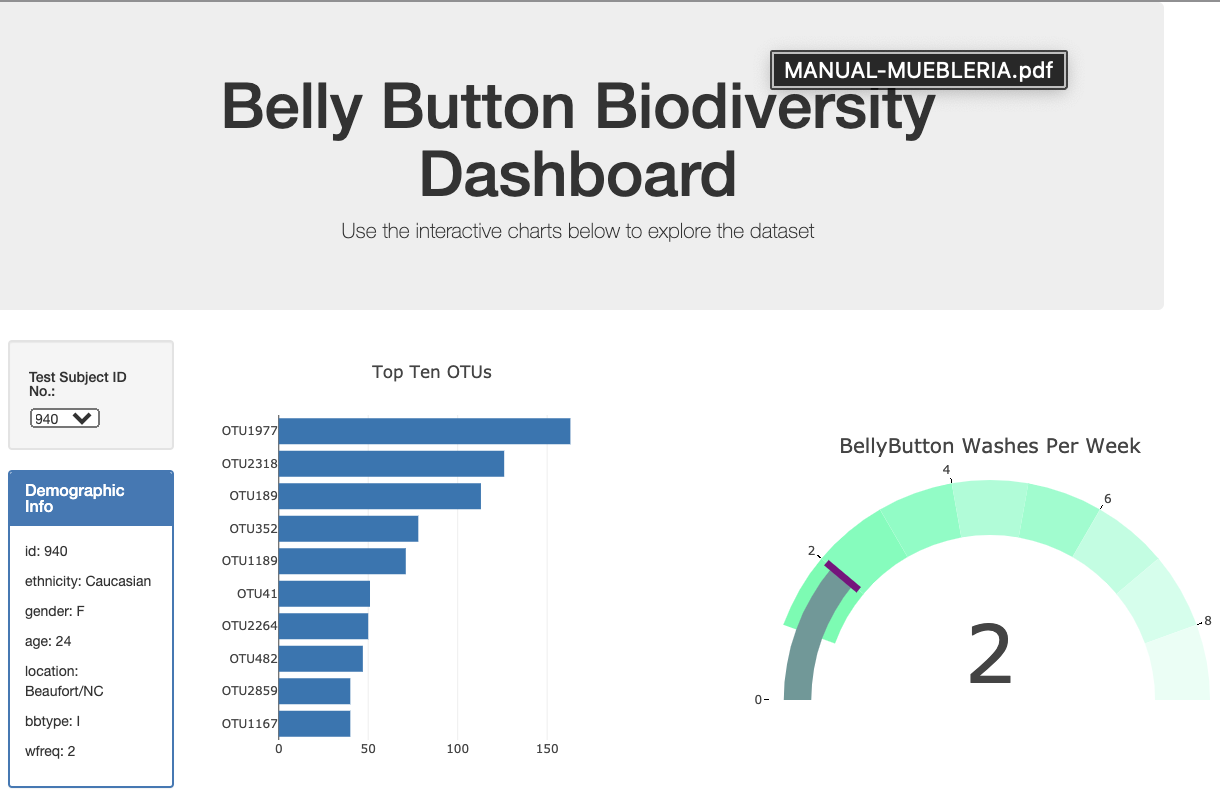 MANUAL-MUEBLERIA.pdf
Belly Button Biodiversity
Dashboard
Use the interactive charts below to explore the dataset
Test Subject ID
No.:
940
Demographic
Info
id: 940
ethnicity: Caucasian
gender: F
age: 24
location:
Beaufort/NC
bbtype: I
wfreq: 2
Top Ten OTUs
OTU1977
OTU2318
OTU189
OTU352
OTU1189
OTU41
OTU2264
OTU482
OTU2859
OTU1167
0 50 100 150
BellyButton Washes Per Week
0
2
4
6
8
2